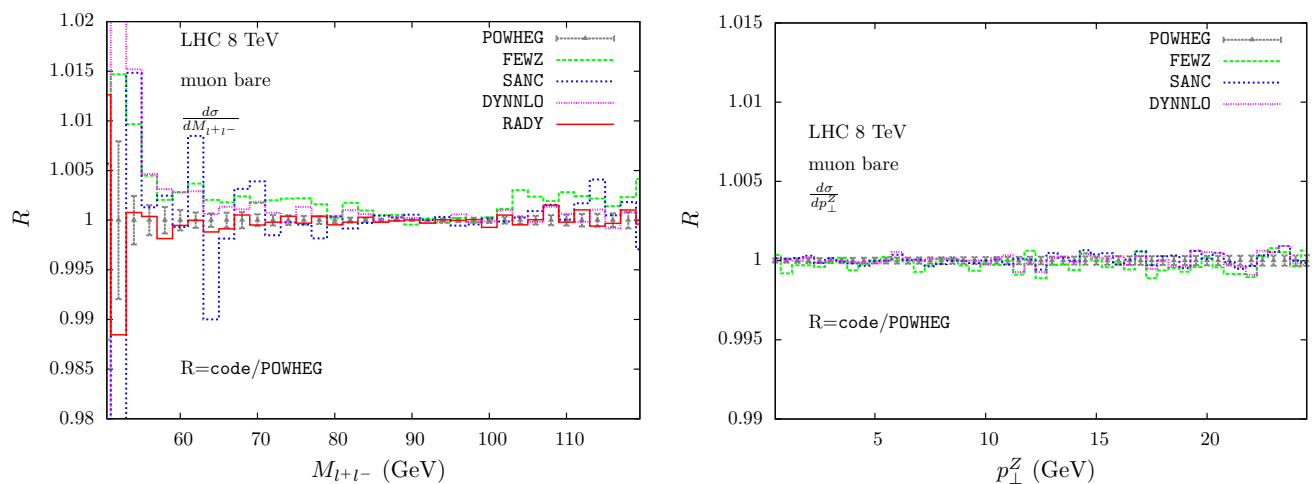 1.02
1.015
1.01
1.005
1
0.995
0.99
0.985
0.98
R
LHC 8 TeV
muon bare
dσ
dM_{l+l−}
POWHEG
FEWZ
SANC
DYNNLO
RADY
R=code/POWHEG
60 70 80 90 100 110
M_{l+l−} (GeV)
1.015
1.01
1.005
1
0.995
0.99
R
POWHEG
FEWZ
SANC
DYNNLO
LHC 8 TeV
muon bare
dσ
dp_⊥^Z
R=code/POWHEG
5 10 15 20
p_⊥^Z (GeV)